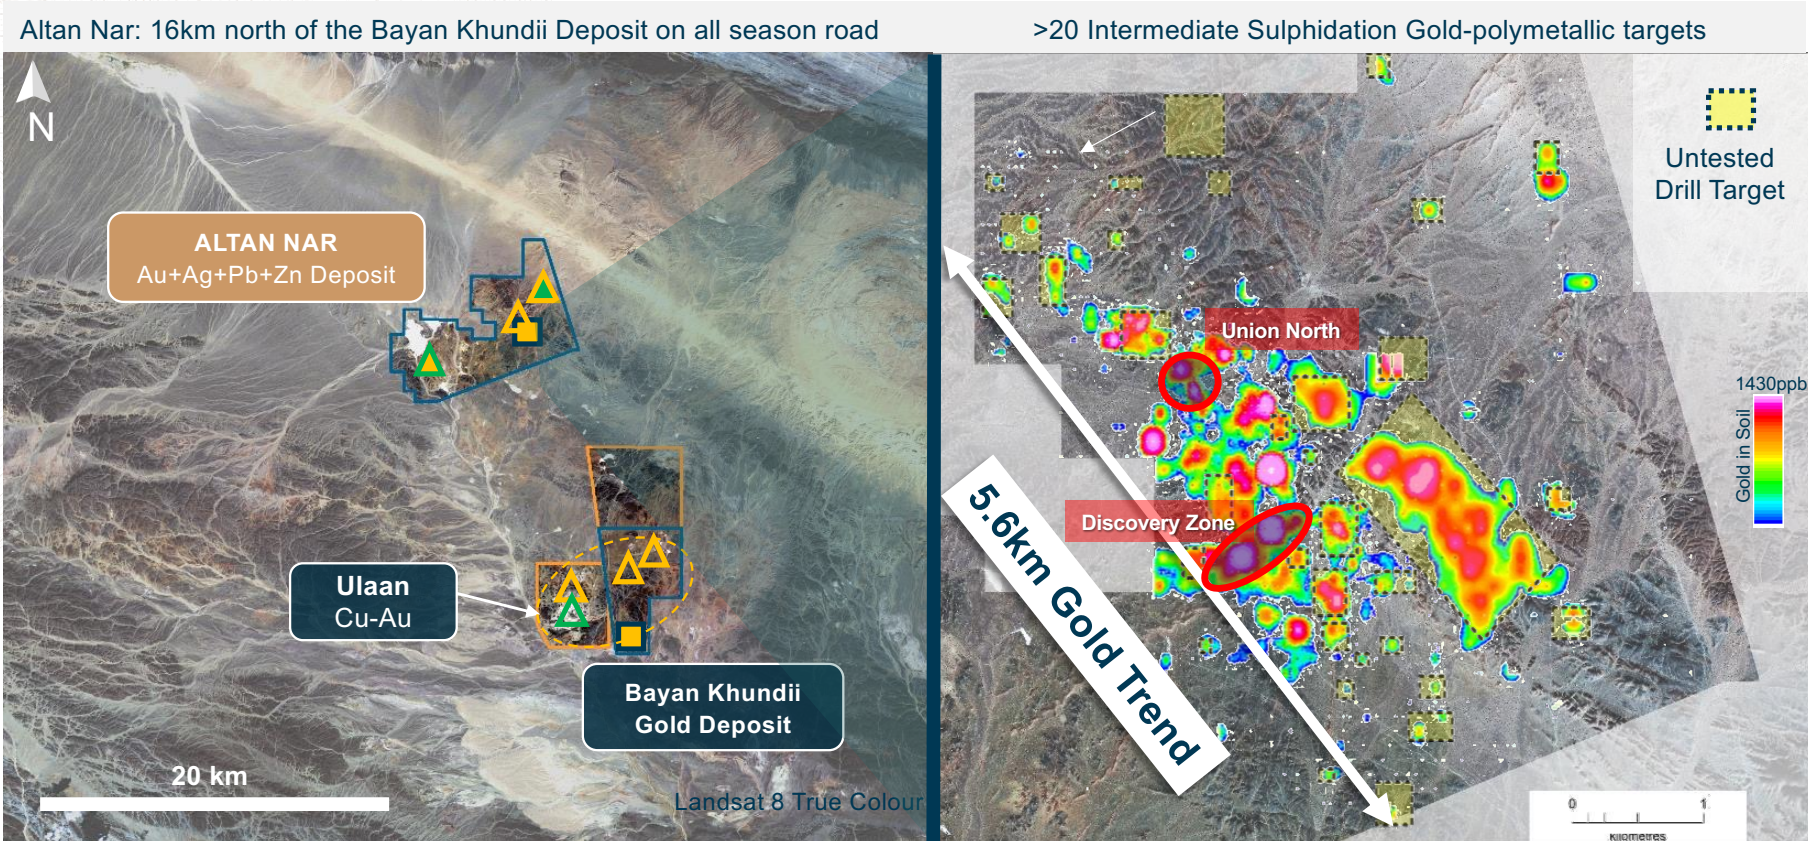 Altan Nar: 16km north of the Bayan Khundii Deposit on all season road
>20 Intermediate Sulphidation Gold-polymetallic targets
N
ALTAN NAR
Au+Ag+Pb+Zn Deposit
Ulaan
Cu-Au
Bayan Khundii
Gold Deposit
20 km
Landsat 8 True Colour
Untested
Drill Target
Union North
Discovery Zone
5.6km Gold Trend
1430ppb
Gold in Soil
0 1
kilometres